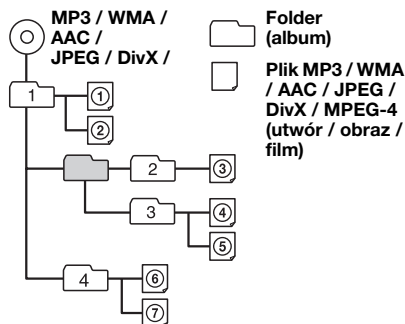 MP3 / WMA /
AAC /
JPEG / DivX /
Folder
(album)
Plik MP3 / WMA
/ AAC / JPEG /
DivX / MPEG-4
(utwór / obraz /
film)
1
①
②
2
③
3
④
⑤
4
⑥
⑦